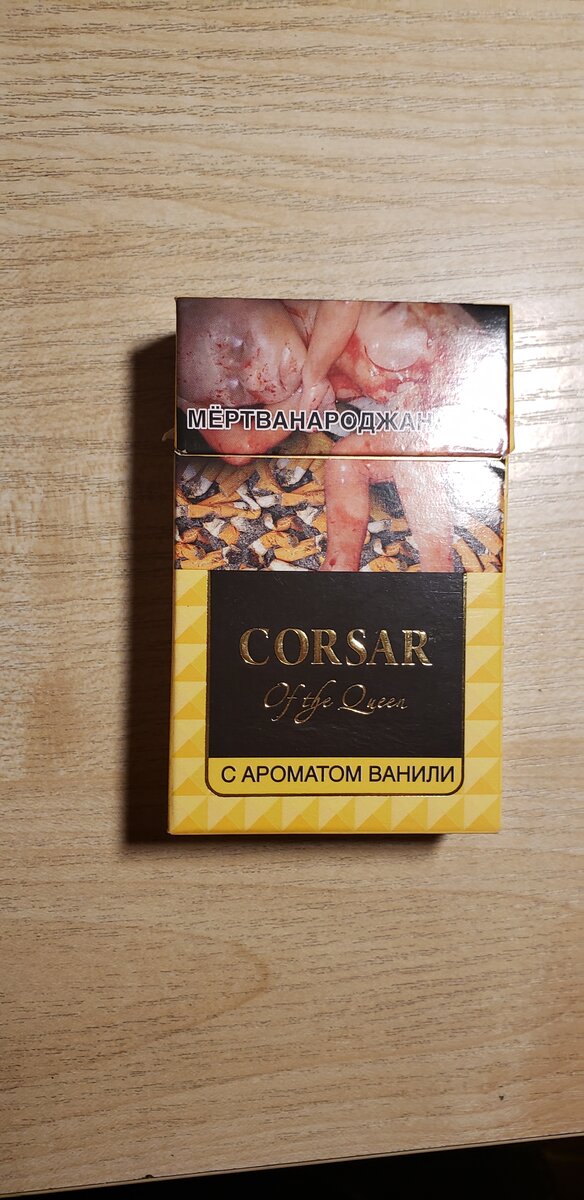 МЁРТВАНАРОДЖАН
CORSAR
Of the Queen
С АРОМАТОМ ВАНИЛИ